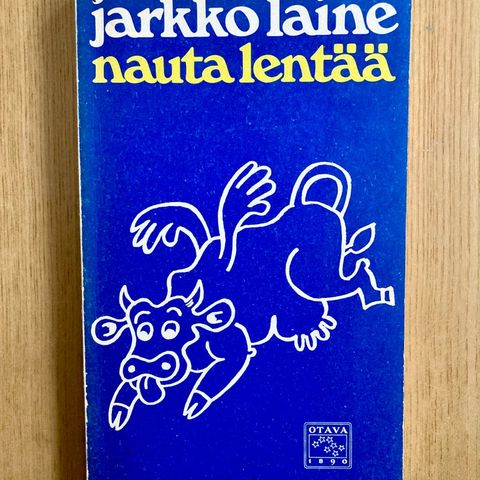 jarkko laine
nauta lentää
OTAVA
1890